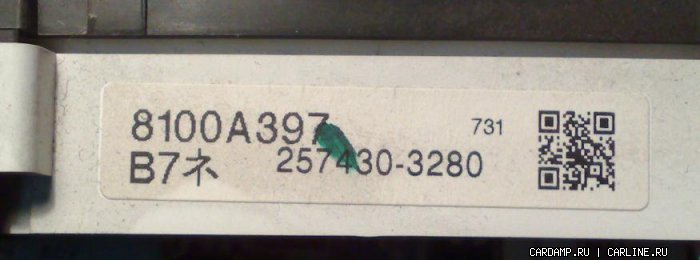 8100A397 731
B7ネ 257430-3280
CARDAMP.RU | CARLINE.RU